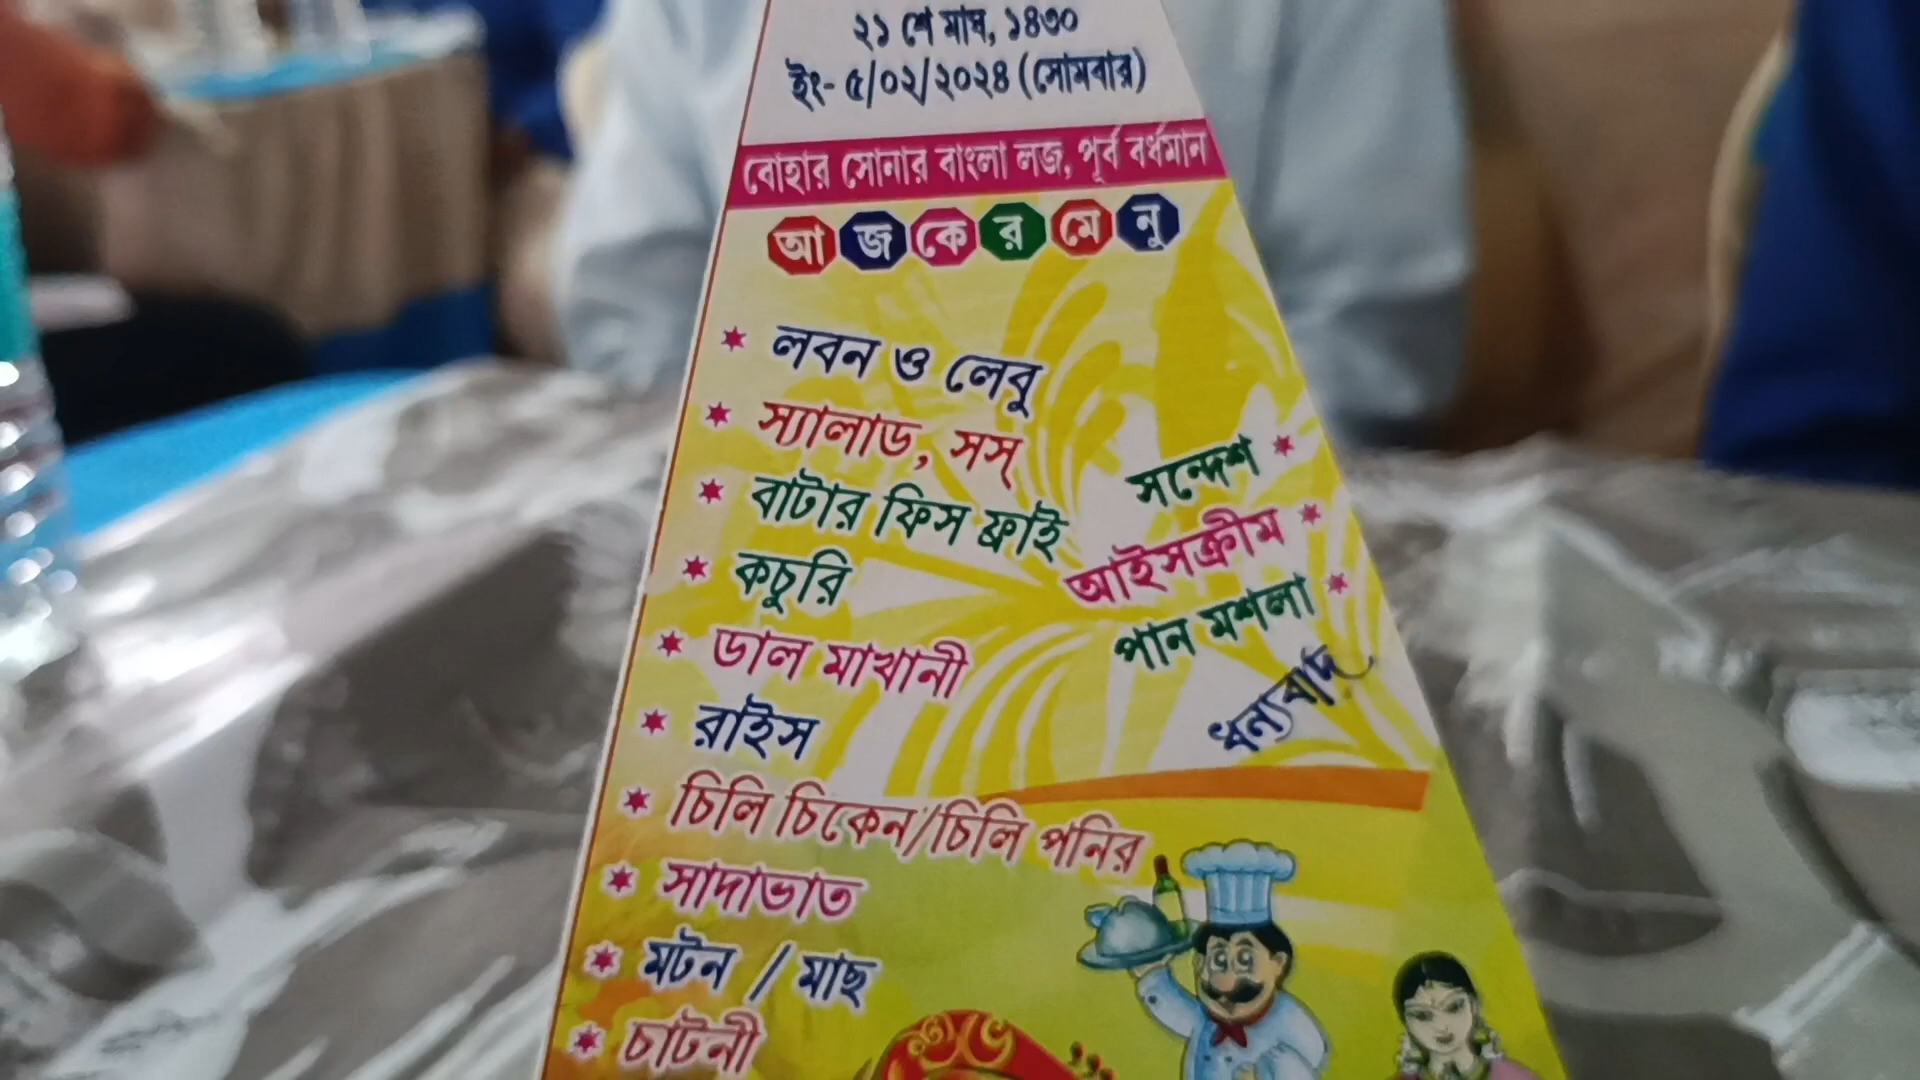 ২১ শে মাঘ, ১৪৩০
ইং- ৫/০২/২০২৪ (সোমবার)
বোহার সোনার বাংলা লজ, পূর্ব বর্ধমান
আজকের মেনু
* লবন ও লেবু
* স্যালাড, সস্
* বাটার ফিস ফ্রাই
* কচুরি
* ডাল মাখানী
* রাইস
* চিলি চিকেন/চিলি পনির
* সাদাভাত
* মটন / মাছ
* চাটনী
সন্দেশ *
আইসক্রীম *
পান মশলা *
ধন্যবাদ
শুভ